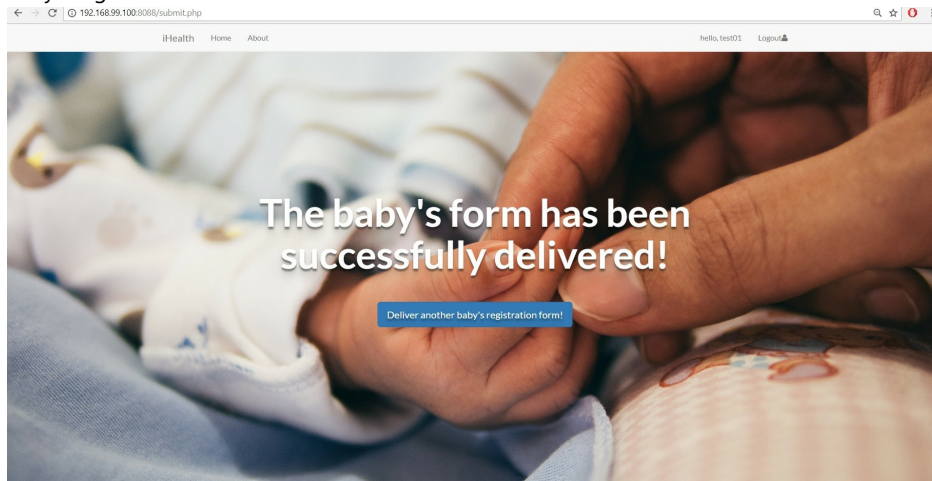 192.168.99.100:8088/submit.php
iHealth Home About hello, test01 Logout
The baby's form has been
successfully delivered!
Deliver another baby's registration form!